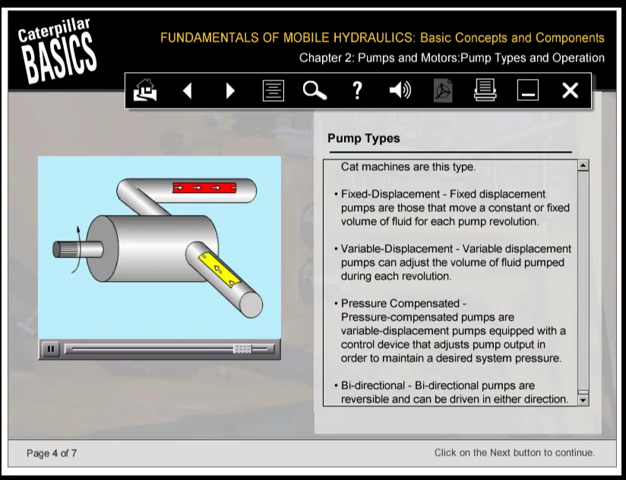 Caterpillar
BASICS
FUNDAMENTALS OF MOBILE HYDRAULICS: Basic Concepts and Components
Chapter 2: Pumps and Motors:Pump Types and Operation
?
Pump Types
Cat machines are this type.
• Fixed-Displacement - Fixed displacement
pumps are those that move a constant or fixed
volume of fluid for each pump revolution.
• Variable-Displacement - Variable displacement
pumps can adjust the volume of fluid pumped
during each revolution.
• Pressure Compensated -
Pressure-compensated pumps are
variable-displacement pumps equipped with a
control device that adjusts pump output in
order to maintain a desired system pressure.
• Bi-directional - Bi-directional pumps are
reversible and can be driven in either direction.
Page 4 of 7
Click on the Next button to continue.